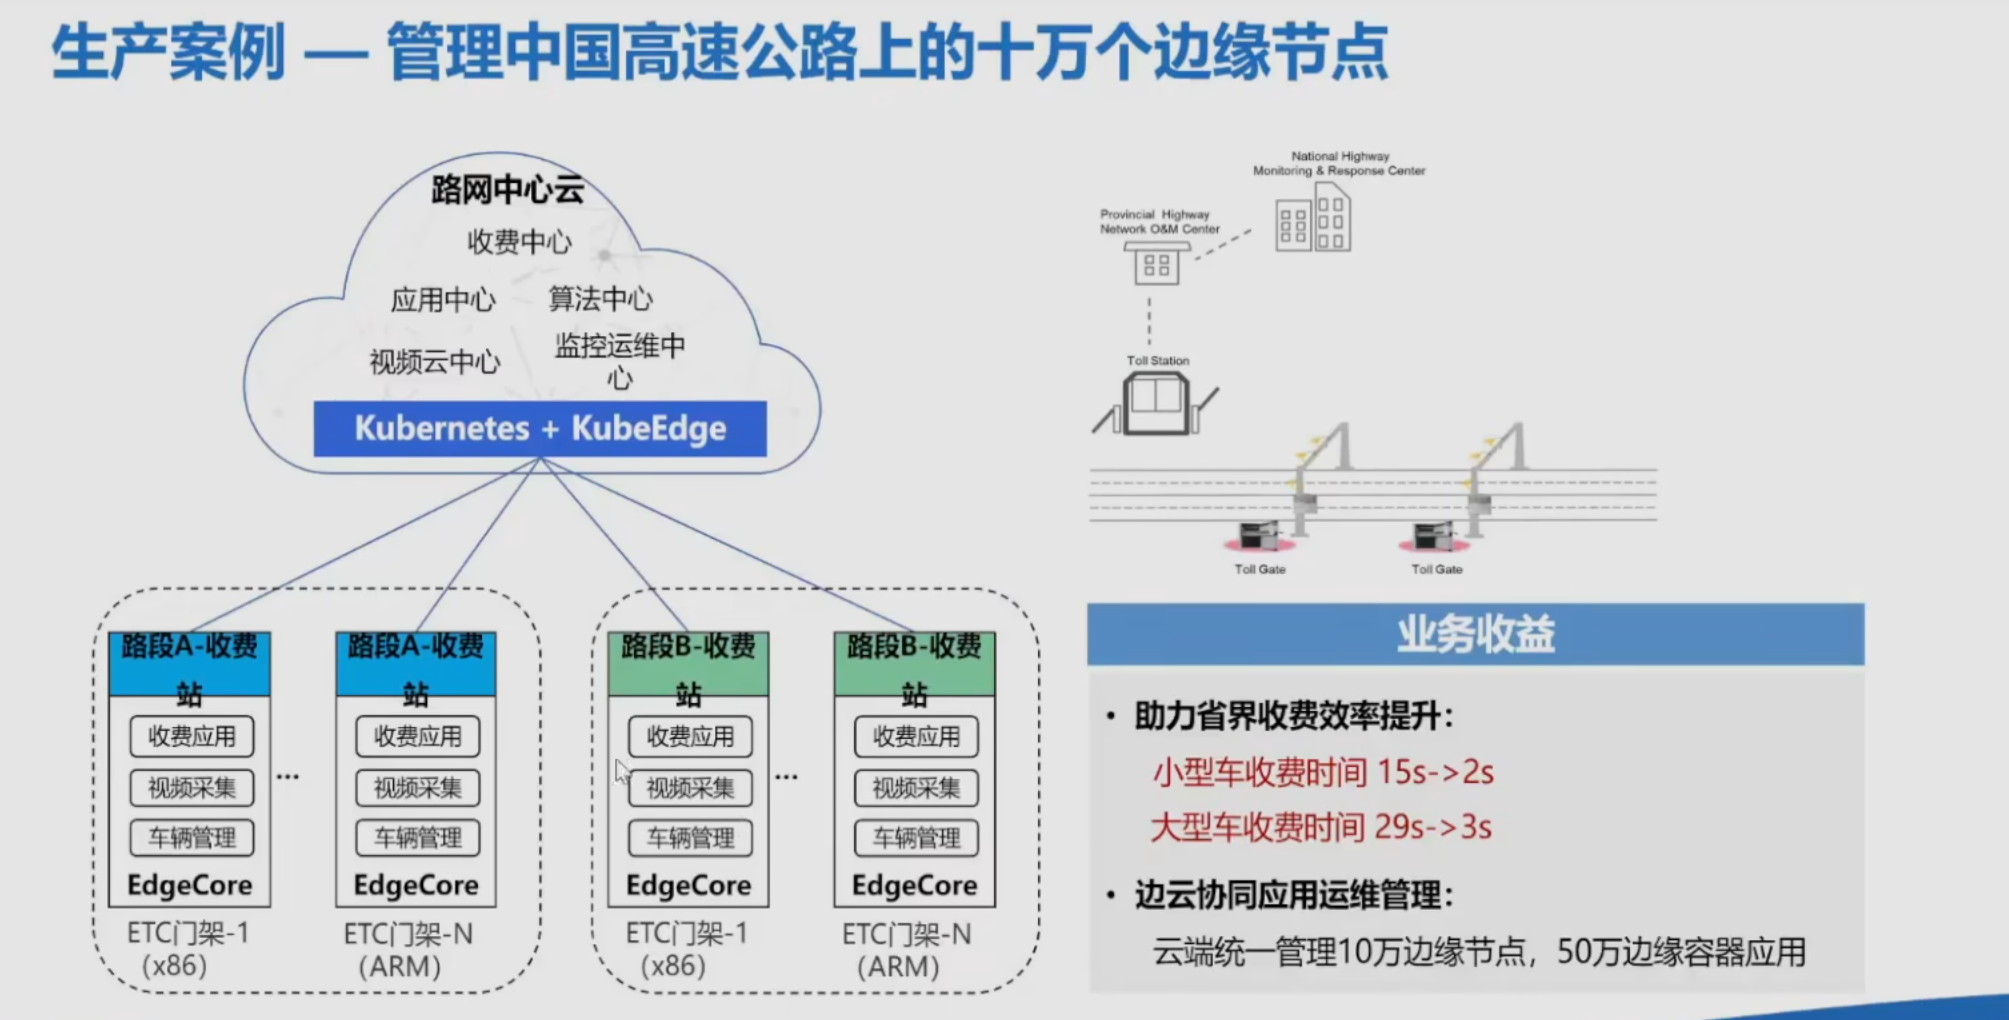 生产案例 — 管理中国高速公路上的十万个边缘节点
路网中心云
收费中心
应用中心
算法中心
视频云中心
监控运维中
心
Kubernetes + KubeEdge
路段A-收费
站
收费应用
视频采集
车辆管理
EdgeCore
ETC门架-1
(x86)
...
路段A-收费
站
收费应用
视频采集
车辆管理
EdgeCore
ETC门架-N
(ARM)
路段B-收费
站
收费应用
视频采集
车辆管理
EdgeCore
ETC门架-1
(x86)
...
路段B-收费
站
收费应用
视频采集
车辆管理
EdgeCore
ETC门架-N
(ARM)
National Highway
Monitoring & Response Center
Provincial Highway
Network O&M Center
Toll Station
Toll Gate
Toll Gate
业务收益
• 助力省界收费效率提升：
小型车收费时间 15s->2s
大型车收费时间 29s->3s
• 边云协同应用运维管理：
云端统一管理10万边缘节点，50万边缘容器应用